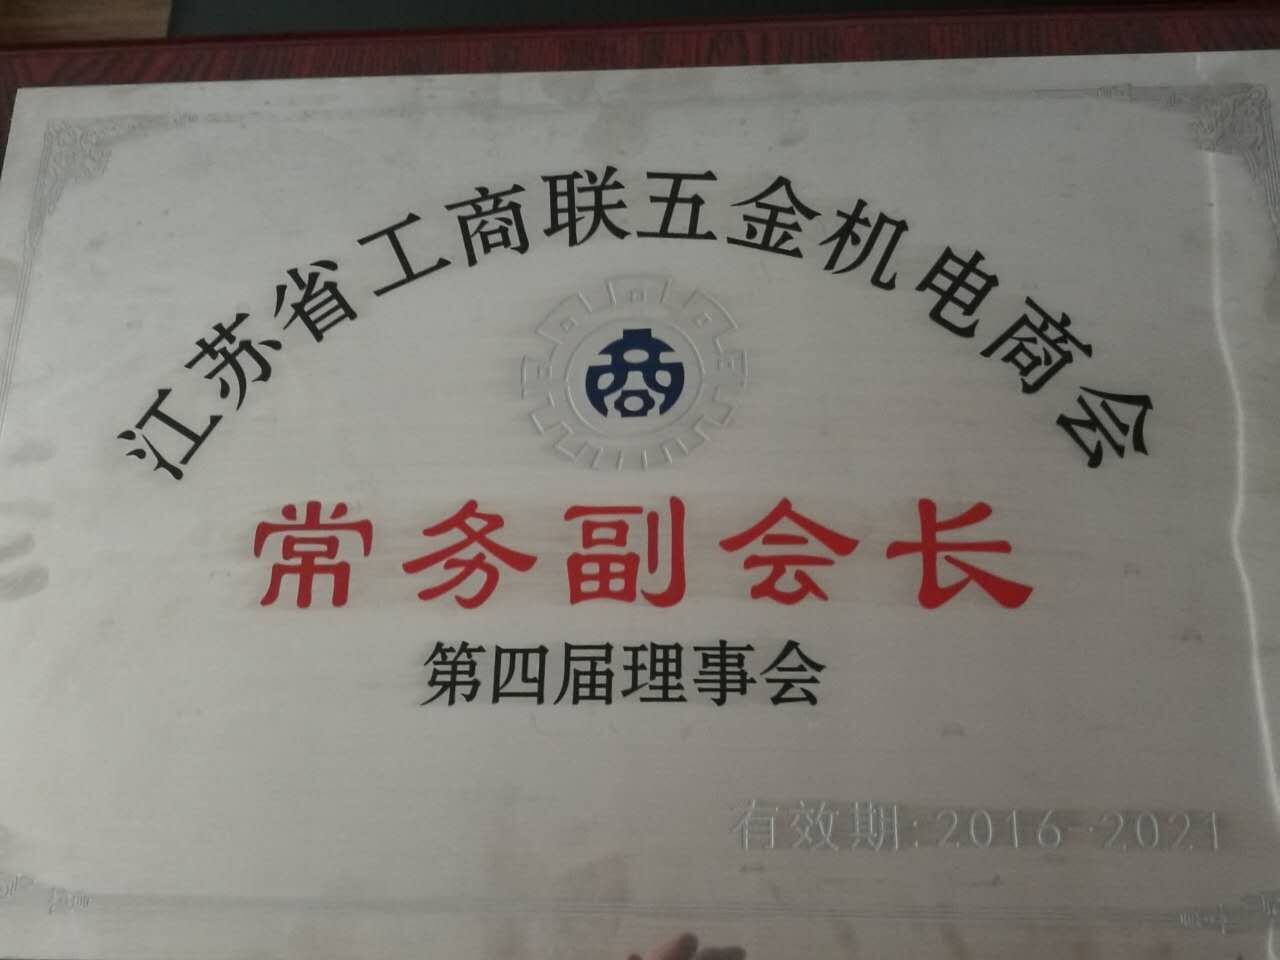 江苏省工商联五金机电商会
商
常务副会长
第四届理事会
有效期:2016-2021